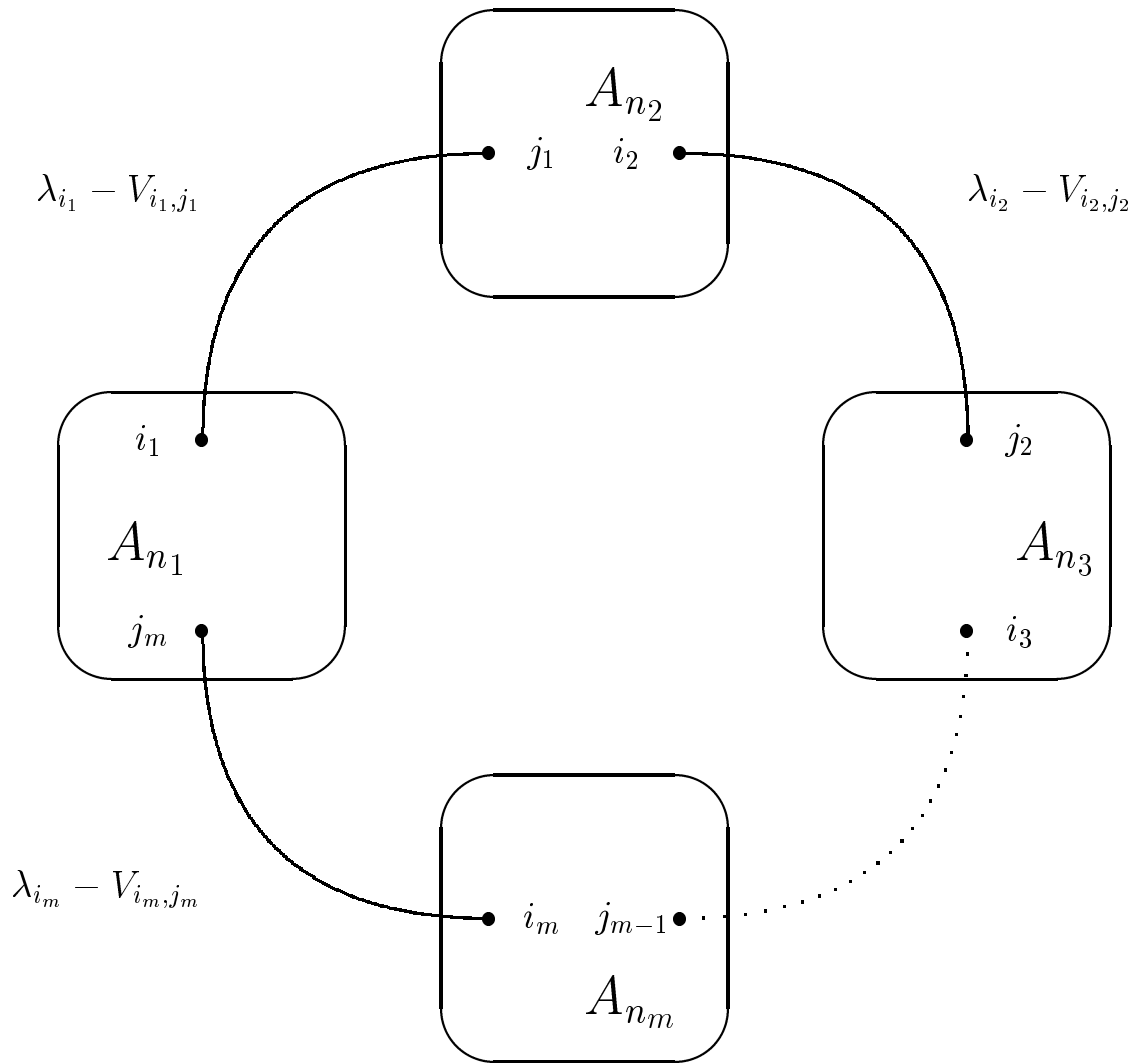 A_{n_2}
j_1 i_2
λ_{i_1} − V_{i_1,j_1}
λ_{i_2} − V_{i_2,j_2}
i_1
j_2
A_{n_1}
A_{n_3}
j_m
i_3
λ_{i_m} − V_{i_m,j_m}
i_m j_{m−1}
A_{n_m}